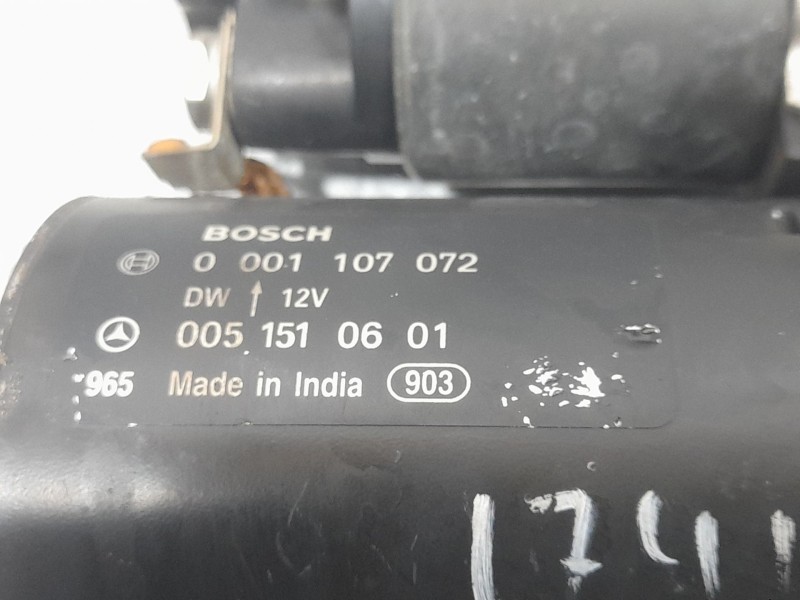 BOSCH
0 001 107 072
DW ↑ 12V
005 151 06 01
965 Made in India 903